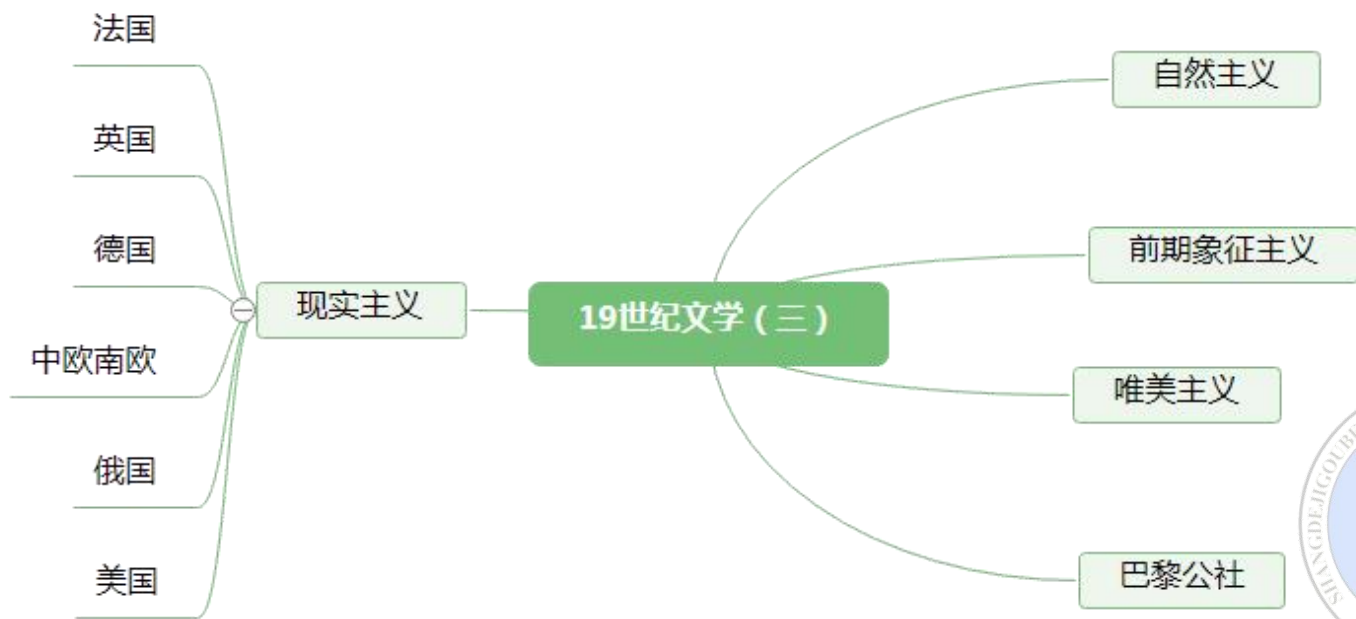 法国
英国
德国
中欧南欧
俄国
美国
现实主义
19世纪文学（三）
自然主义
前期象征主义
唯美主义
巴黎公社
SHANGDEJIGOUBI